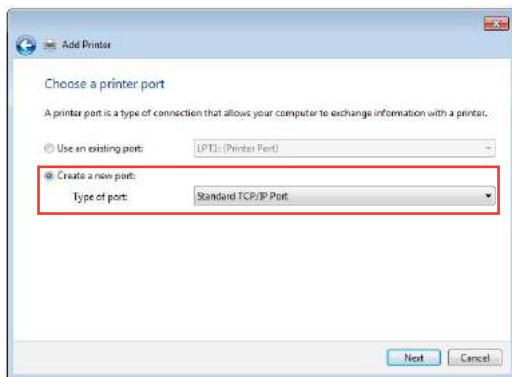 Add Printer
Choose a printer port
A printer port is a type of connection that allows your computer to exchange information with a printer.
Use an existing port: LPT1: (Printer Port)
Create a new port:
Type of port: Standard TCP/IP Port
Next Cancel